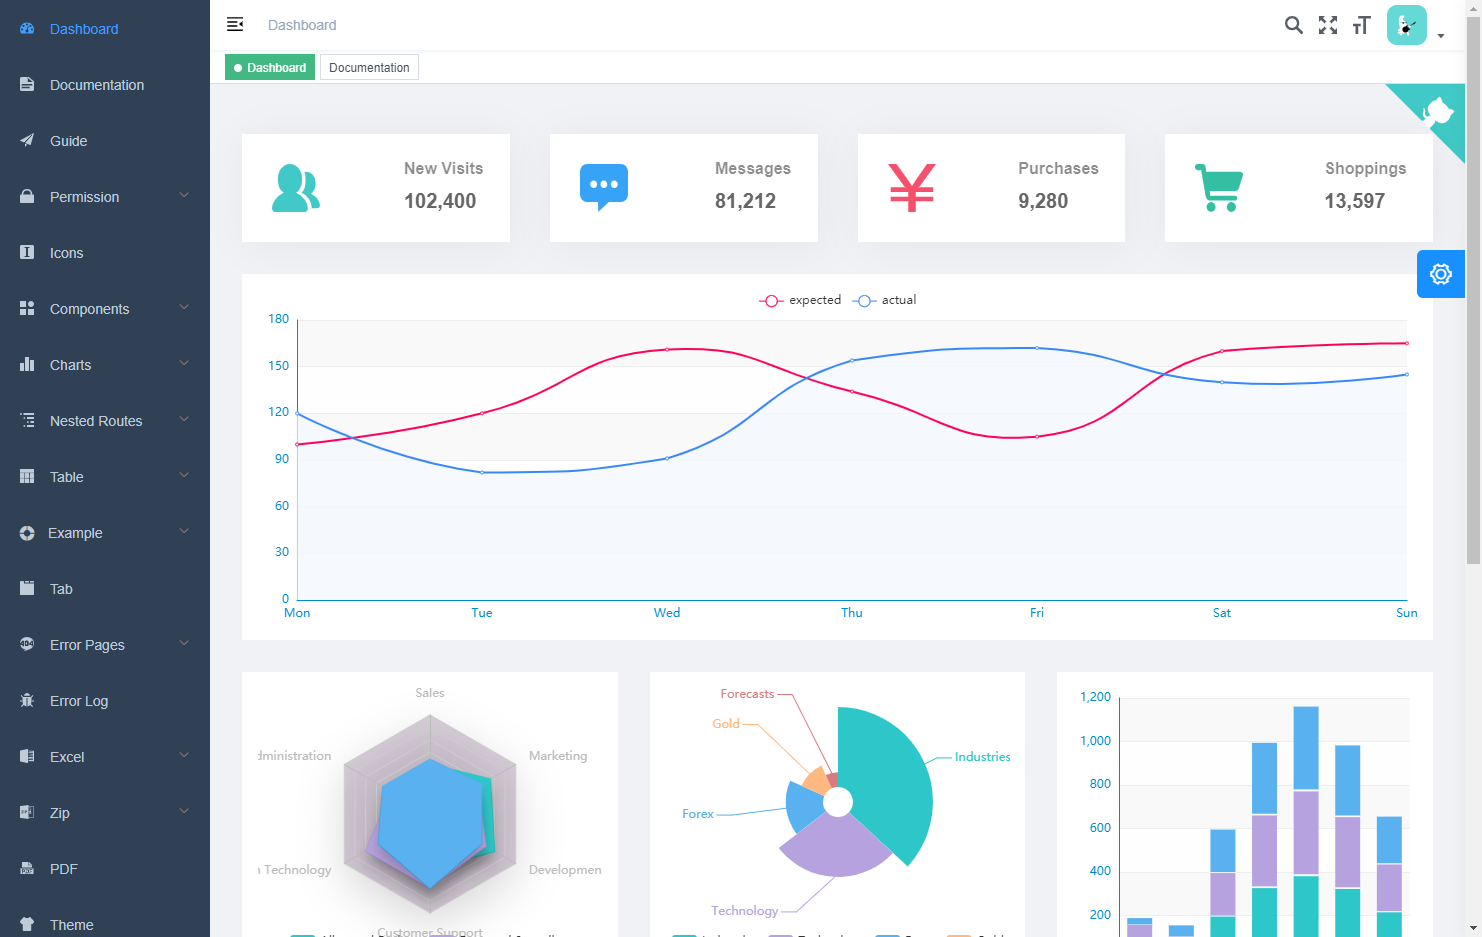 Dashboard
Documentation
Guide
Permission
Icons
Components
Charts
Nested Routes
Table
Example
Tab
Error Pages
404
Error Log
Excel
Zip
PDF
Theme
Dashboard
Dashboard
Documentation
New Visits
102,400
Messages
81,212
Purchases
9,280
Shoppings
13,597
expected
actual
180
150
120
90
60
30
0
Mon
Tue
Wed
Thu
Fri
Sat
Sun
Sales
Marketing
Developmen
Customer Support
Technology
dministration
Forecasts
Gold
Forex
Technology
Industries
1,200
1,000
800
600
400
200